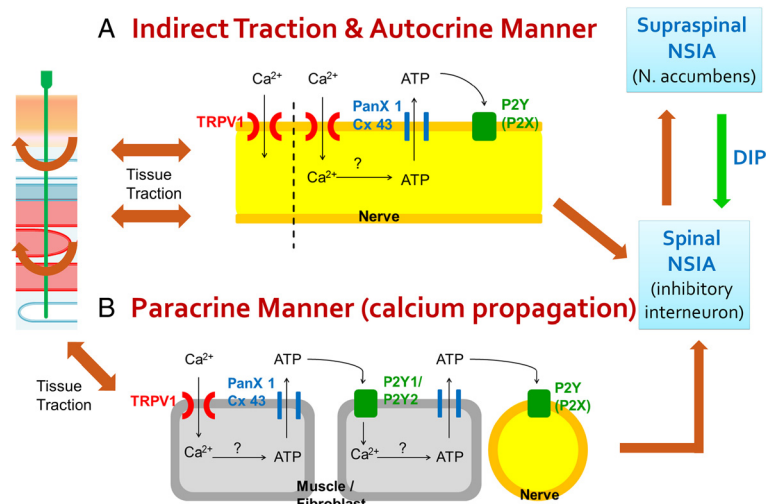 A Indirect Traction & Autocrine Manner
Supraspinal
NSIA
(N. accumbens)
Ca²⁺
Ca²⁺
ATP
TRPV1
PanX 1
Cx 43
P2Y
(P2X)
DIP
Tissue
Traction
?
Ca²⁺
ATP
Nerve
Spinal
NSIA
(inhibitory
interneuron)
B Paracrine Manner (calcium propagation)
Tissue
Traction
Ca²⁺
ATP
ATP
TRPV1
PanX 1
Cx 43
P2Y1/
P2Y2
P2Y
(P2X)
Ca²⁺
?
ATP
Ca²⁺
?
ATP
Muscle /
Fibroblast
Nerve